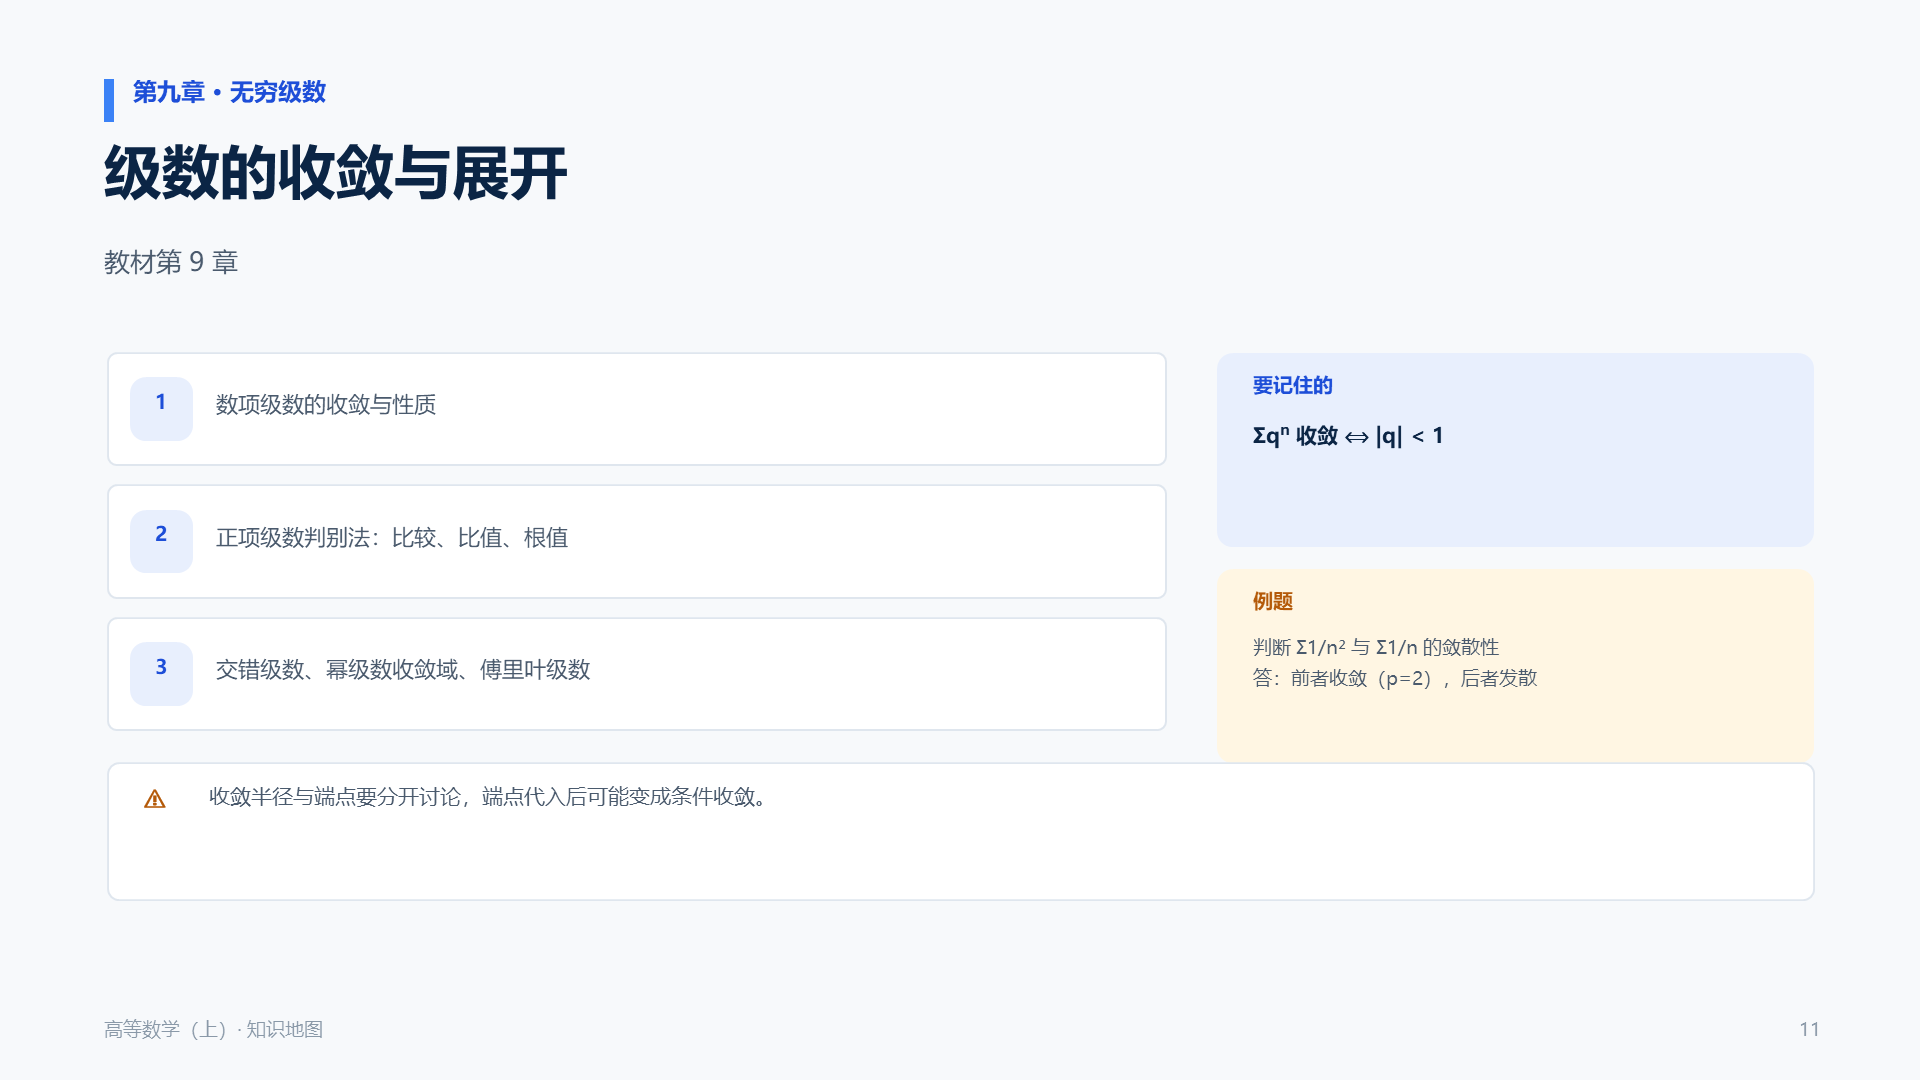 第九章 · 无穷级数
级数的收敛与展开
教材第 9 章
1
数项级数的收敛与性质
2
正项级数判别法：比较、比值、根值
3
交错级数、幂级数收敛域、傅里叶级数
要记住的
Σqⁿ 收敛 ⇔ |q| < 1
例题
判断 Σ1/n² 与 Σ1/n 的敛散性
答：前者收敛（p=2），后者发散
⚠ 收敛半径与端点要分开讨论，端点代入后可能变成条件收敛。
高等数学（上）· 知识地图
11